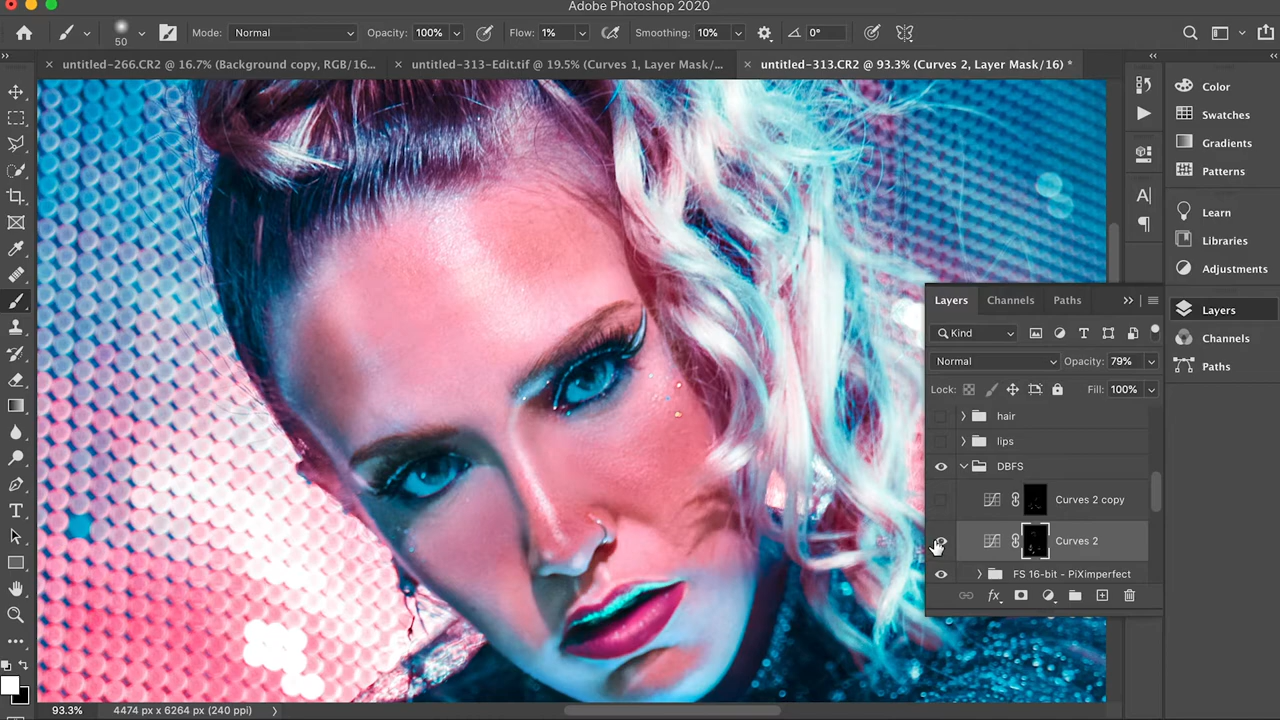 Adobe Photoshop 2020
50
Mode: Normal
Opacity: 100%
Flow: 1%
Smoothing: 10%
0°
untitled-266.CR2 @ 16.7% (Background copy, RGB/16...
untitled-313-Edit.tif @ 19.5% (Curves 1, Layer Mask/...
untitled-313.CR2 @ 93.3% (Curves 2, Layer Mask/16) *
Color
Swatches
Gradients
Patterns
Learn
Libraries
Adjustments
Layers
Channels
Paths
Layers
Channels
Paths
Kind
Normal
Opacity: 79%
Lock:
Fill: 100%
hair
lips
DBFS
Curves 2 copy
Curves 2
FS 16-bit - PiXimperfect
fx
93.3%
4474 px x 6264 px (240 ppi)